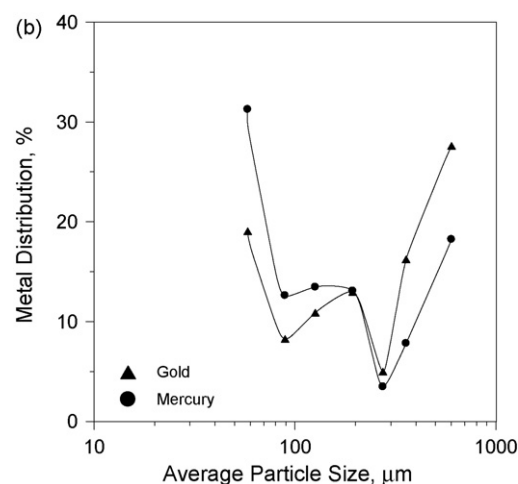 (b)
40
30
20
10
0
Metal Distribution, %
Gold
Mercury
10
100
1000
Average Particle Size, μm